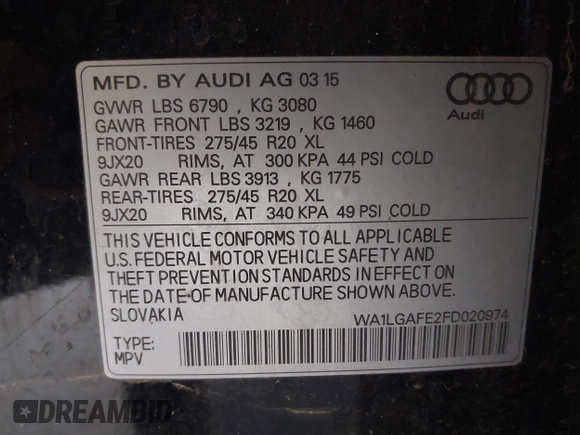 MFD. BY AUDI AG 03 15
GVWR LBS 6790 , KG 3080
GAWR FRONT LBS 3219 , KG 1460
FRONT-TIRES 275/45 R20 XL
9JX20 RIMS, AT 300 KPA 44 PSI COLD
GAWR REAR LBS 3913 , KG 1775
REAR-TIRES 275/45 R20 XL
9JX20 RIMS, AT 340 KPA 49 PSI COLD
Audi
THIS VEHICLE CONFORMS TO ALL APPLICABLE
U.S. FEDERAL MOTOR VEHICLE SAFETY AND
THEFT PREVENTION STANDARDS IN EFFECT ON
THE DATE OF MANUFACTURE SHOWN ABOVE.
SLOVAKIA WA1LGAFE2FD020974
TYPE:
MPV
DREAMBID